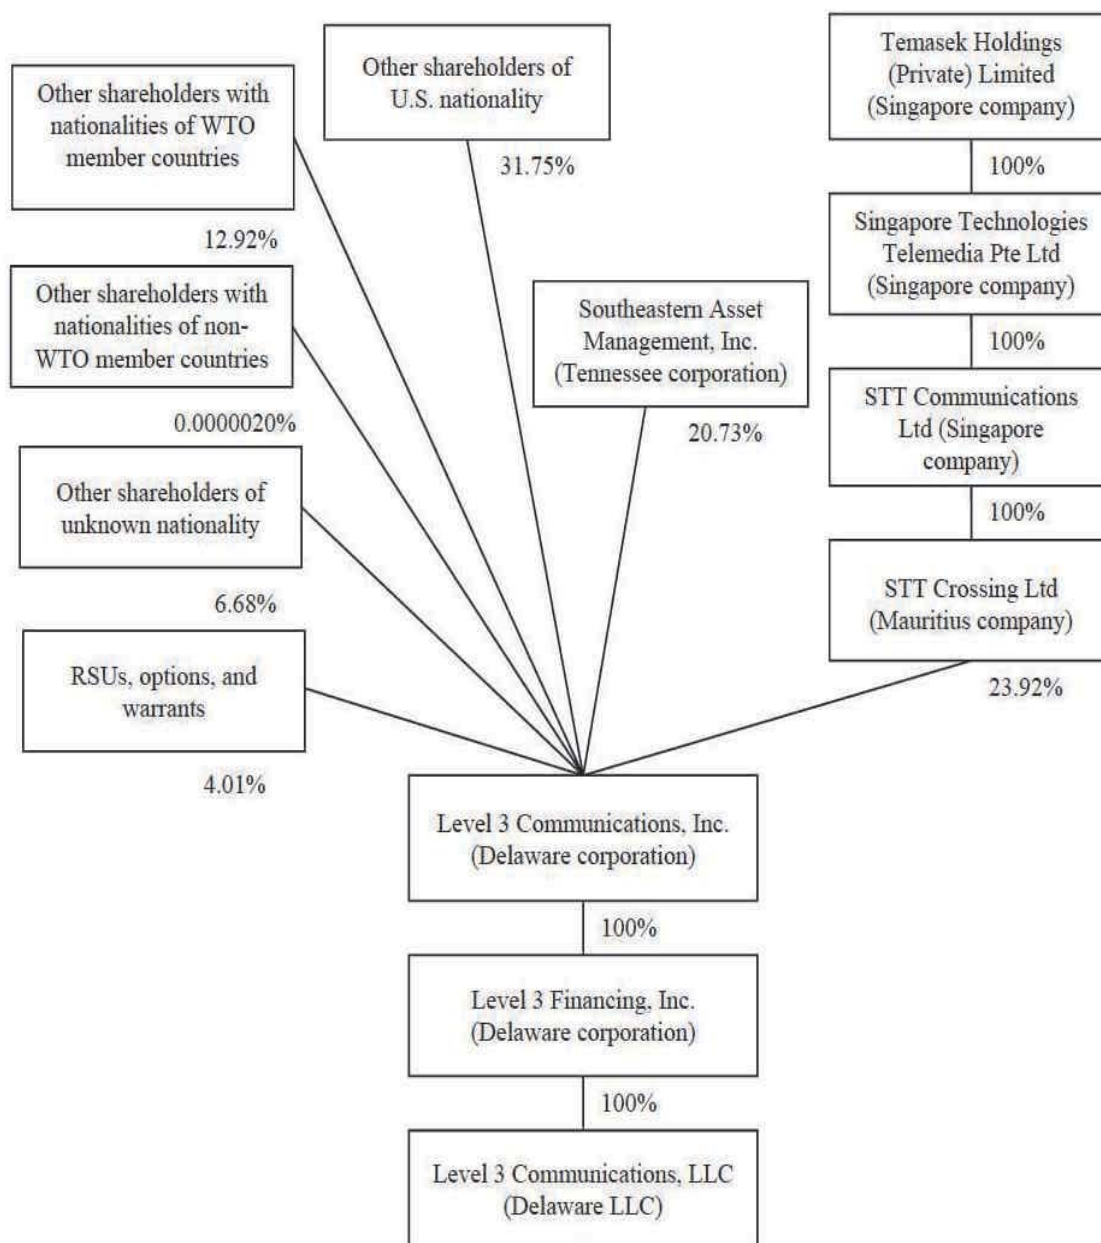 Other shareholders with
nationalities of WTO
member countries
12.92%
Other shareholders with
nationalities of non-
WTO member countries
0.0000020%
Other shareholders of
unknown nationality
6.68%
RSUs, options, and
warrants
4.01%
Other shareholders of
U.S. nationality
31.75%
Southeastern Asset
Management, Inc.
(Tennessee corporation)
20.73%
Temasek Holdings
(Private) Limited
(Singapore company)
100%
Singapore Technologies
Telemedia Pte Ltd
(Singapore company)
100%
STT Communications
Ltd (Singapore
company)
100%
STT Crossing Ltd
(Mauritius company)
23.92%
Level 3 Communications, Inc.
(Delaware corporation)
100%
Level 3 Financing, Inc.
(Delaware corporation)
100%
Level 3 Communications, LLC
(Delaware LLC)